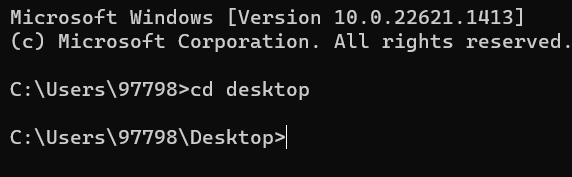 Microsoft Windows [Version 10.0.22621.1413]
(c) Microsoft Corporation. All rights reserved.
C:\Users\97798>cd desktop
C:\Users\97798\Desktop>